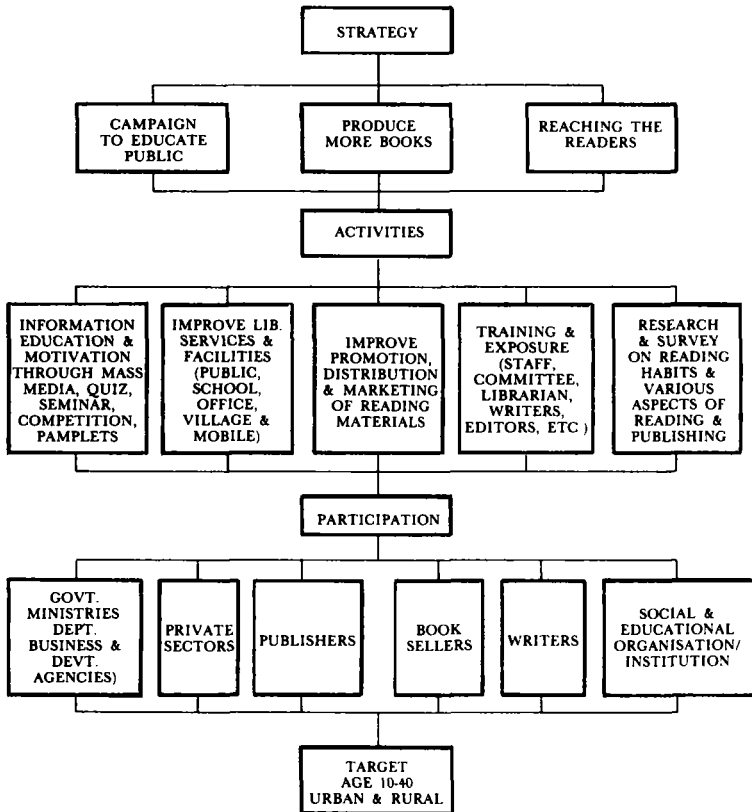 STRATEGY
CAMPAIGN
TO EDUCATE
PUBLIC
PRODUCE
MORE BOOKS
REACHING THE
READERS
ACTIVITIES
INFORMATION
EDUCATION &
MOTIVATION
THROUGH MASS
MEDIA, QUIZ,
SEMINAR,
COMPETITION,
PAMPLETS
IMPROVE LIB.
SERVICES &
FACILITIES
(PUBLIC,
SCHOOL,
OFFICE,
VILLAGE &
MOBILE)
IMPROVE
PROMOTION,
DISTRIBUTION
& MARKETING
OF READING
MATERIALS
TRAINING &
EXPOSURE
(STAFF,
COMMITTEE,
LIBRARIAN,
WRITERS,
EDITORS, ETC )
RESEARCH
& SURVEY
ON READING
HABITS &
VARIOUS
ASPECTS OF
READING &
PUBLISHING
PARTICIPATION
GOVT.
MINISTRIES
DEPT.
BUSINESS &
DEVT.
AGENCIES)
PRIVATE
SECTORS
PUBLISHERS
BOOK
SELLERS
WRITERS
SOCIAL &
EDUCATIONAL
ORGANISATION/
INSTITUTION
TARGET
AGE 10-40
URBAN & RURAL